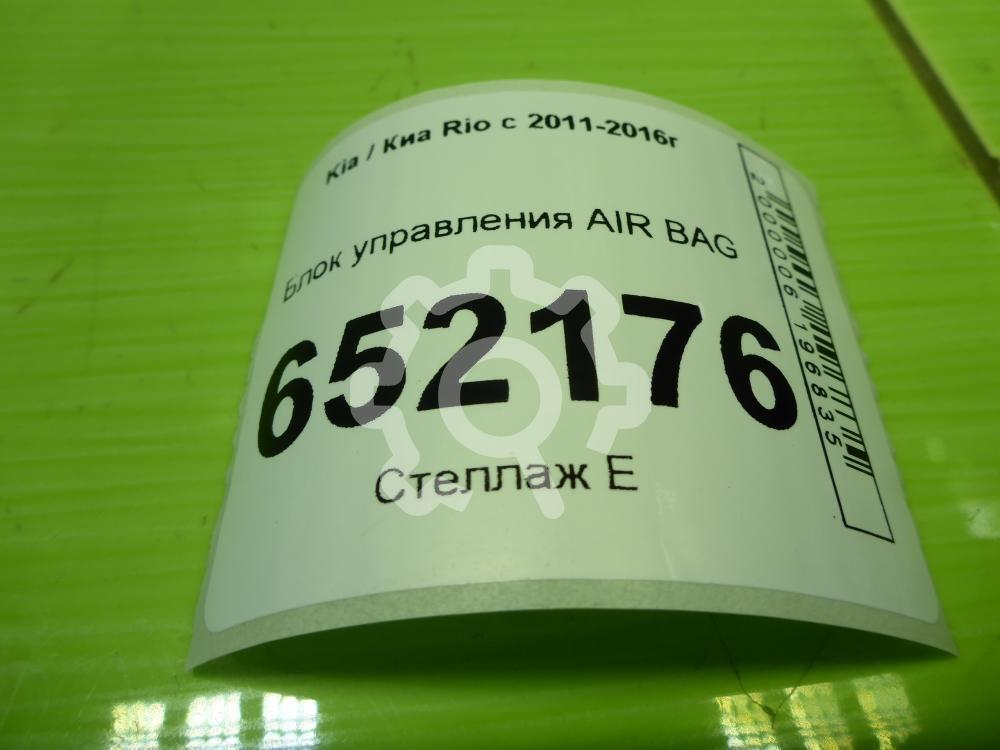 Kia / Киа Rio с 2011-2016г
Блок управления AIR BAG
652176
Стеллаж Е
2000006196835